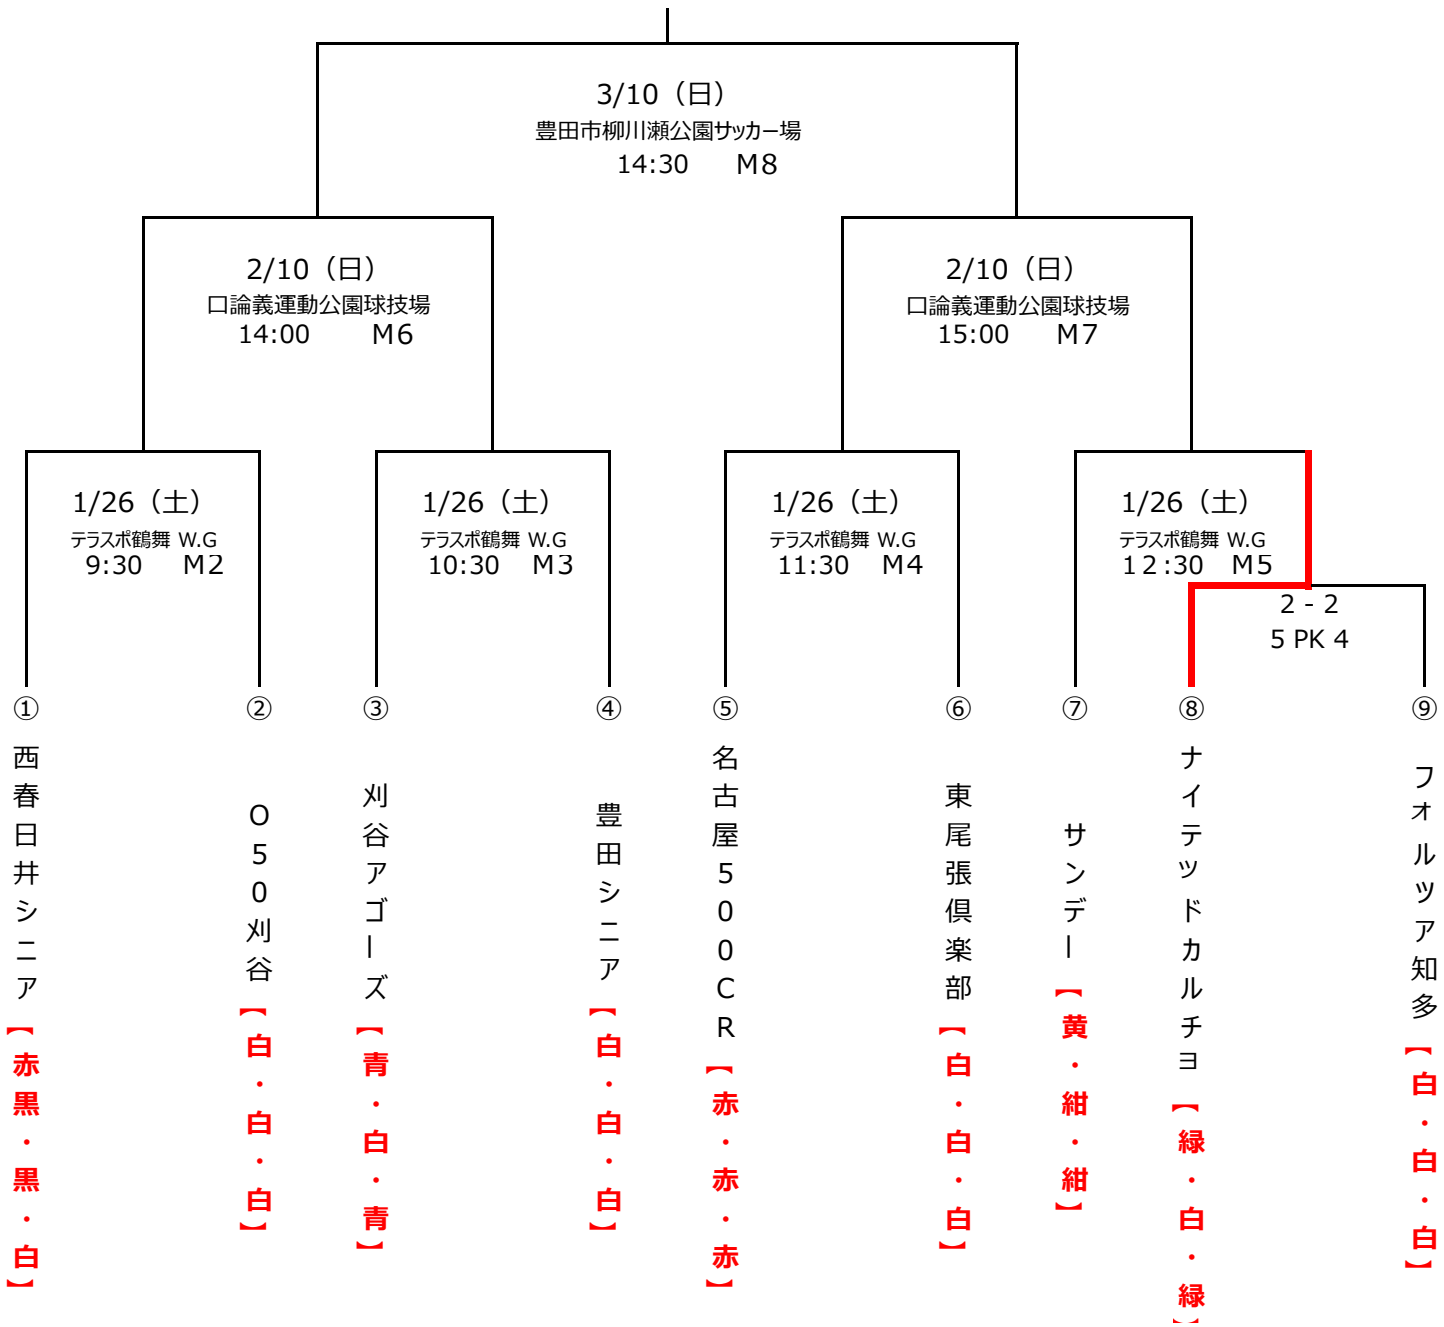 3/10（日）
豊田市柳川瀬公園サッカー場
14:30 M8
2/10（日）
口論義運動公園球技場
14:00 M6
2/10（日）
口論義運動公園球技場
15:00 M7
1/26（土）
テラスポ鶴舞 W.G
9:30 M2
1/26（土）
テラスポ鶴舞 W.G
10:30 M3
1/26（土）
テラスポ鶴舞 W.G
11:30 M4
1/26（土）
テラスポ鶴舞 W.G
１２:30 M5
2 - 2
5 PK 4
①
②
③
④
⑤
⑥
⑦
⑧
⑨
西春日井シニア【赤黒・黒・白】
O50刈谷【白・白・白】
刈谷アゴーズ【青・白・青】
豊田シニア【白・白・白】
名古屋500CR【赤・赤・赤】
東尾張倶楽部【白・白・白】
サンデー【黄・紺・紺】
ナイテッドカルチョ【緑・白・緑】
フォルツア知多【白・白・白】